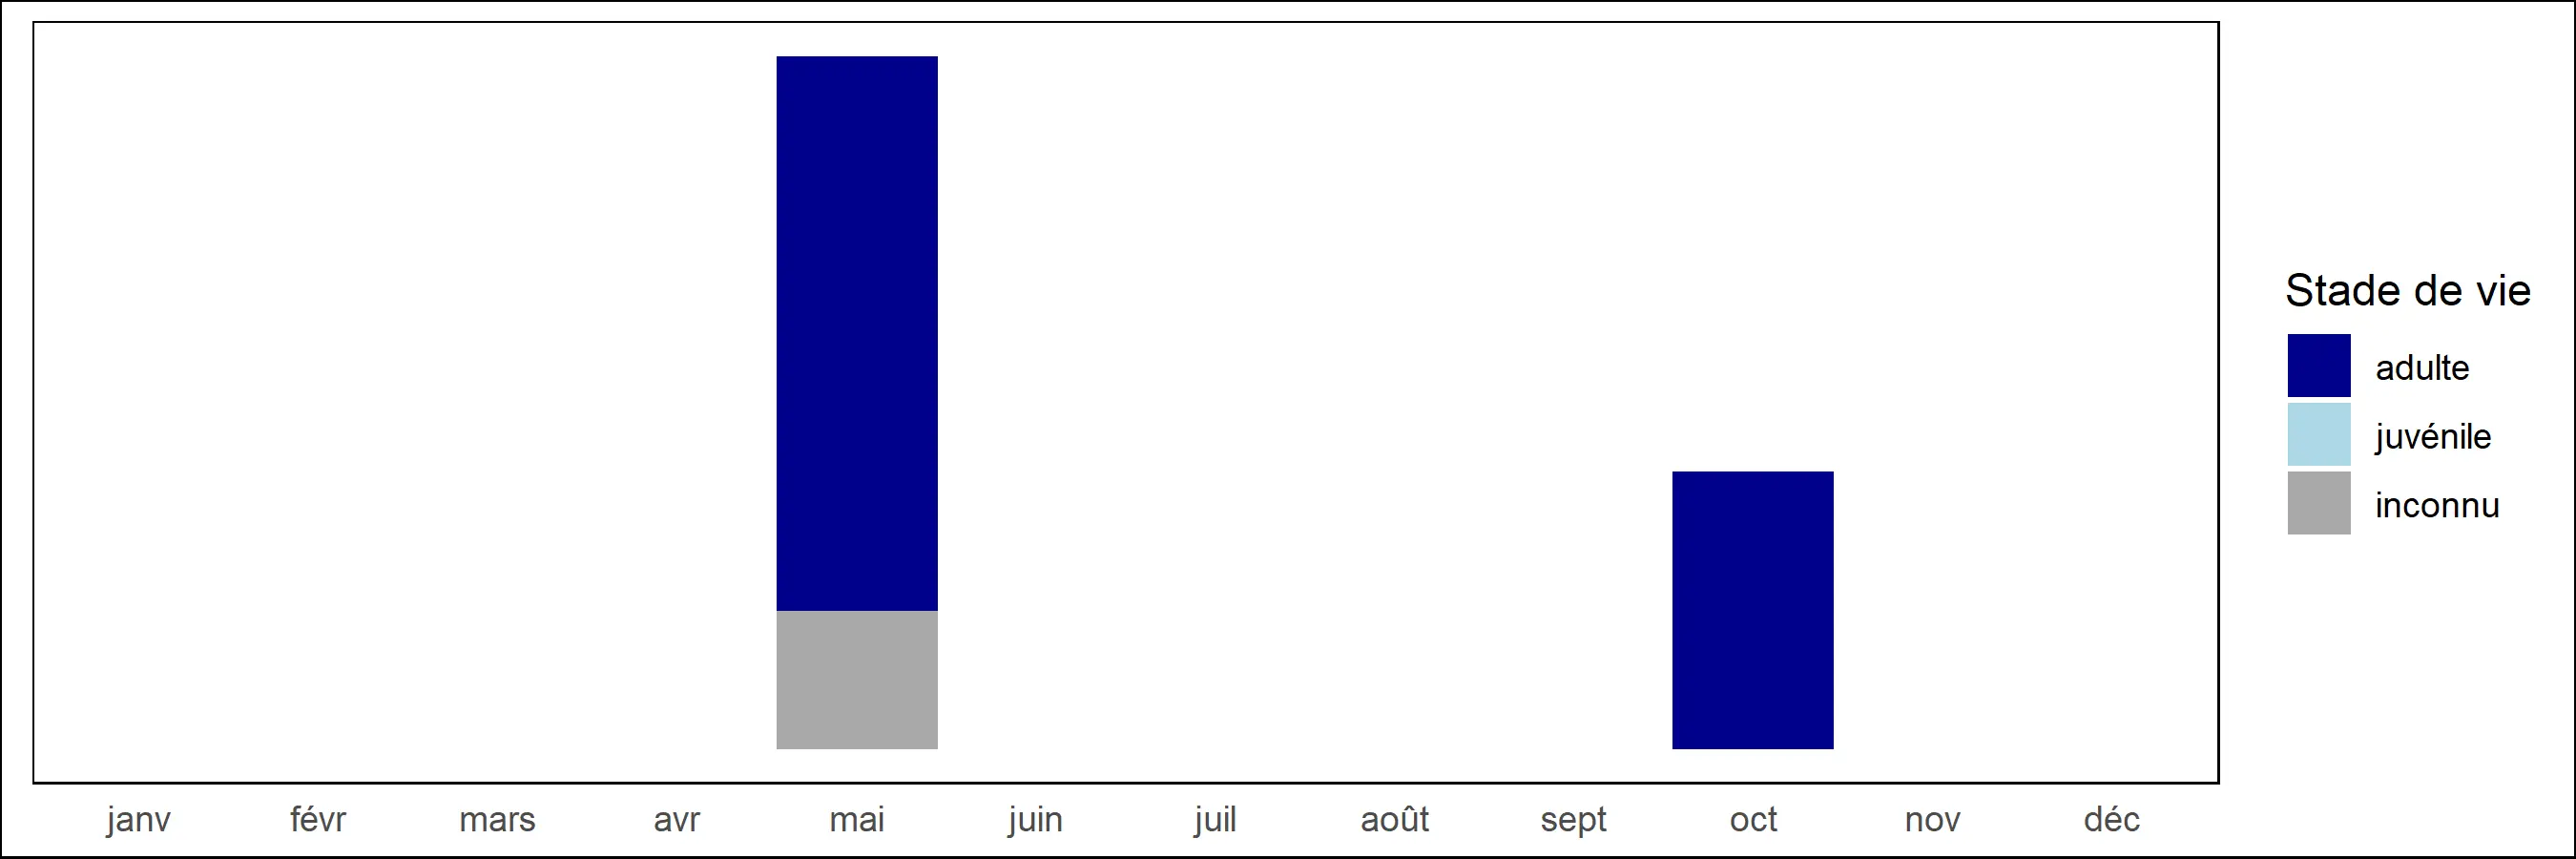 Stade de vie
adulte
juvénile
inconnu
janv févr mars avr mai juin juil août sept oct nov déc